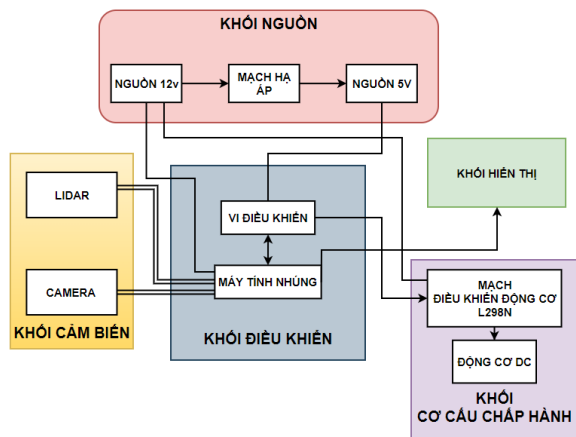 KHỐI NGUỒN
NGUỒN 12v
MẠCH HẠ
ÁP
NGUỒN 5V
LIDAR
CAMERA
KHỐI CẢM BIẾN
VI ĐIỀU KHIỂN
MÁY TÍNH NHÚNG
KHỐI ĐIỀU KHIỂN
KHỐI HIỂN THỊ
MẠCH
ĐIỀU KHIỂN ĐỘNG CƠ
L298N
ĐỘNG CƠ DC
KHỐI
CƠ CẤU CHẤP HÀNH